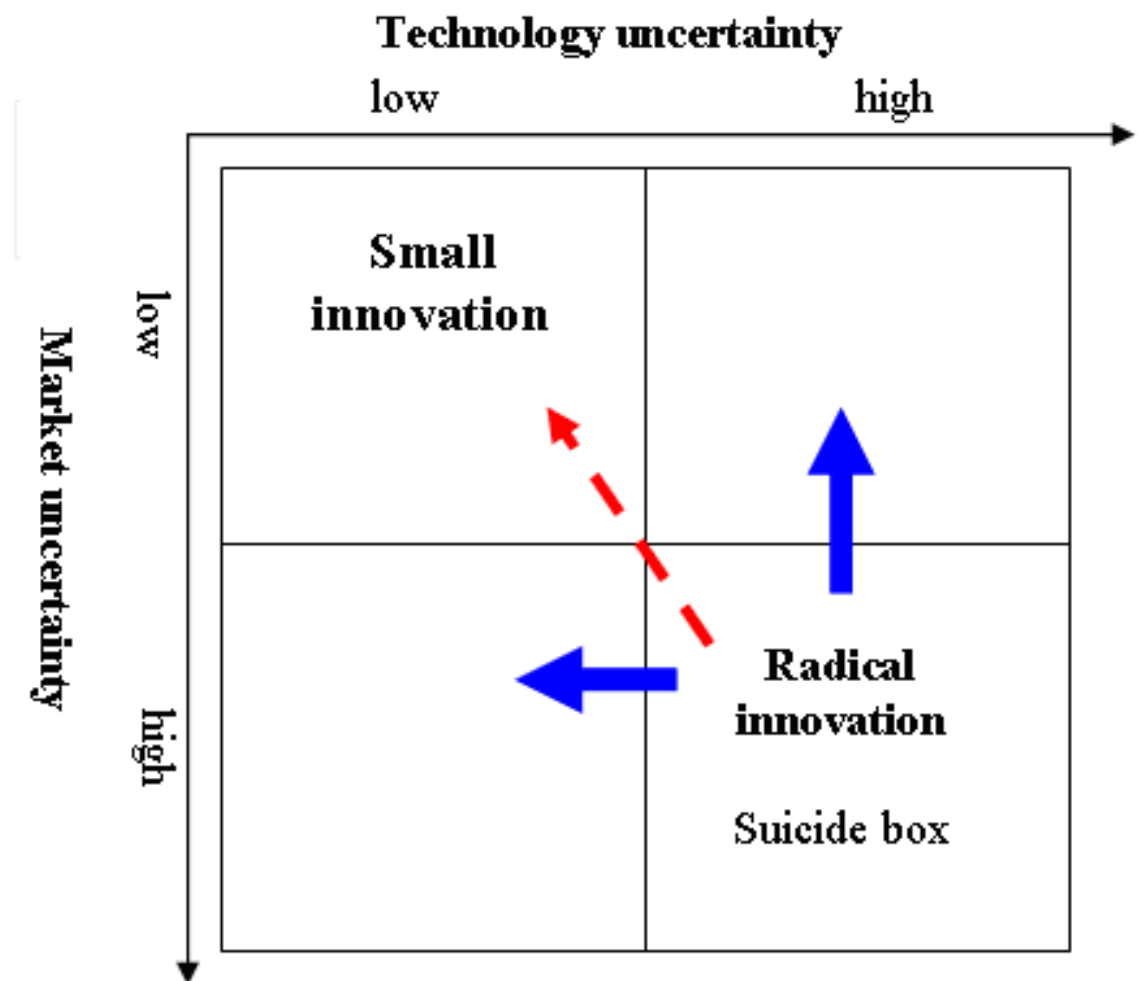 Technology uncertainty
low
high
Market uncertainty
low
high
Small
innovation
Radical
innovation
Suicide box